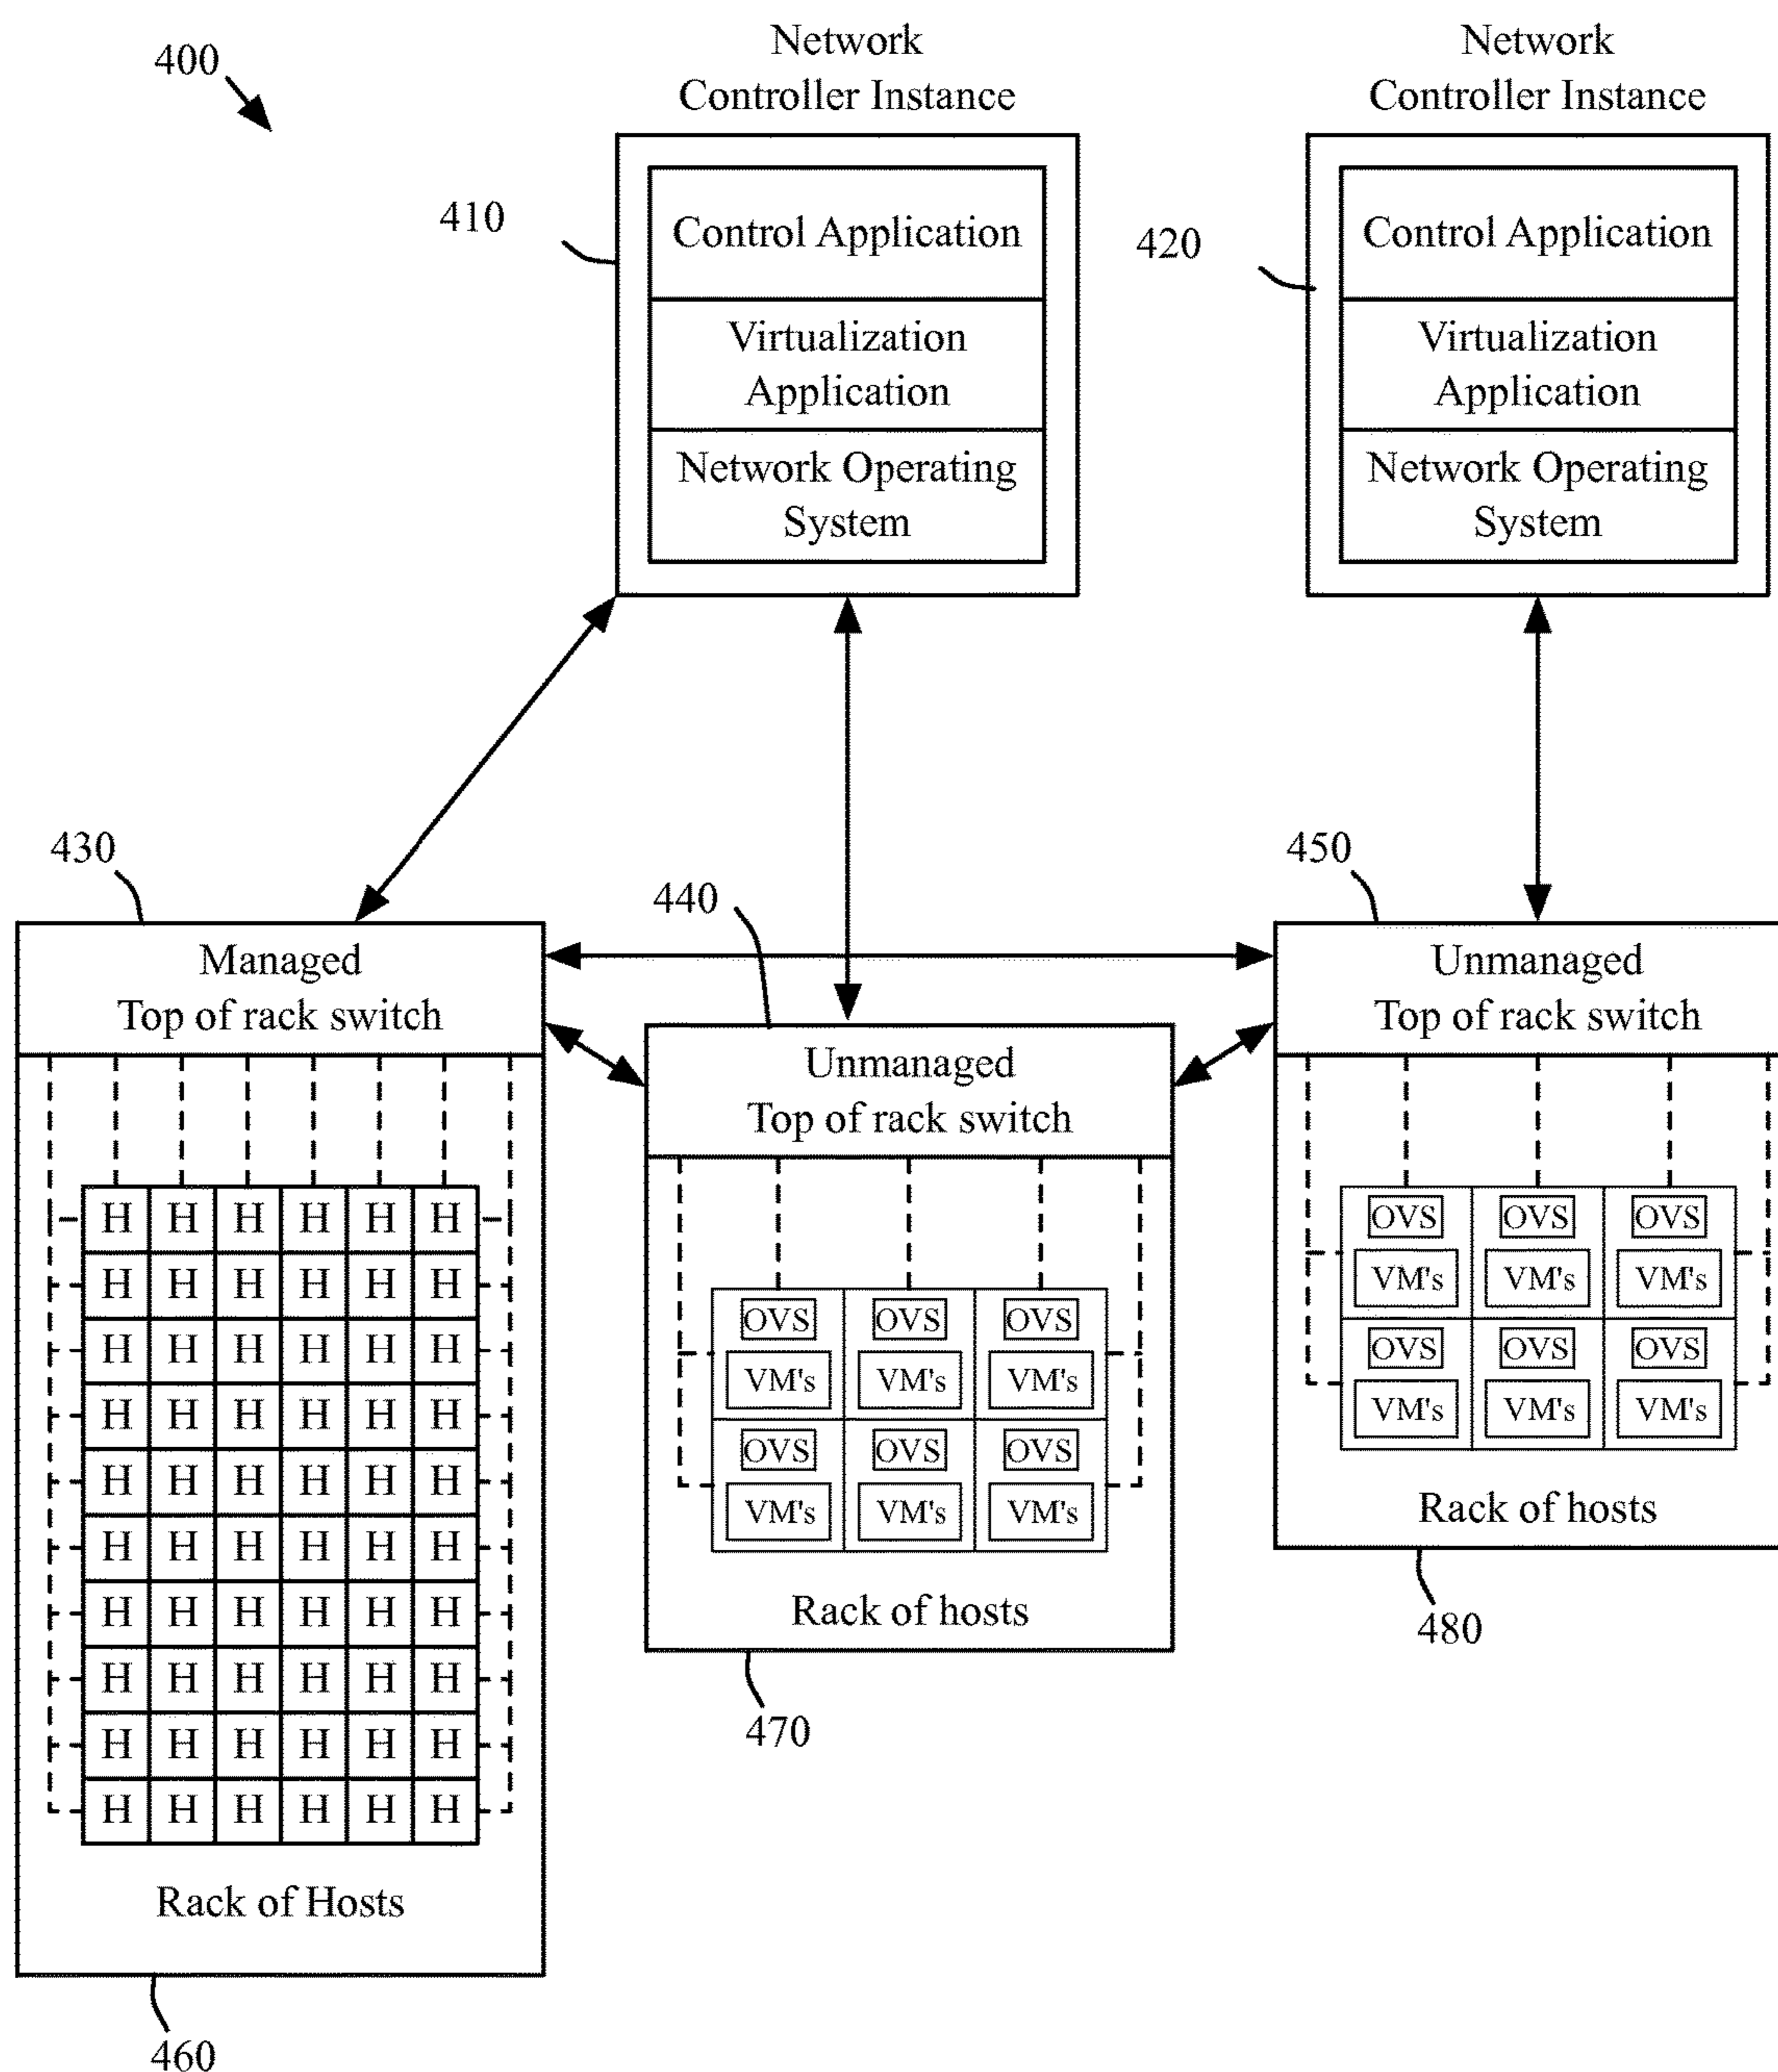 400
Network
Controller Instance
Network
Controller Instance
410
Control Application
Virtualization
Application
Network Operating
System
420
Control Application
Virtualization
Application
Network Operating
System
430
Managed
Top of rack switch
440
Unmanaged
Top of rack switch
450
Unmanaged
Top of rack switch
H H H H H H
H H H H H H
H H H H H H
H H H H H H
H H H H H H
H H H H H H
H H H H H H
H H H H H H
H H H H H H
H H H H H H
Rack of Hosts
460
OVS OVS OVS
VM's VM's VM's
OVS OVS OVS
VM's VM's VM's
Rack of hosts
470
OVS OVS OVS
VM's VM's VM's
OVS OVS OVS
VM's VM's VM's
Rack of hosts
480